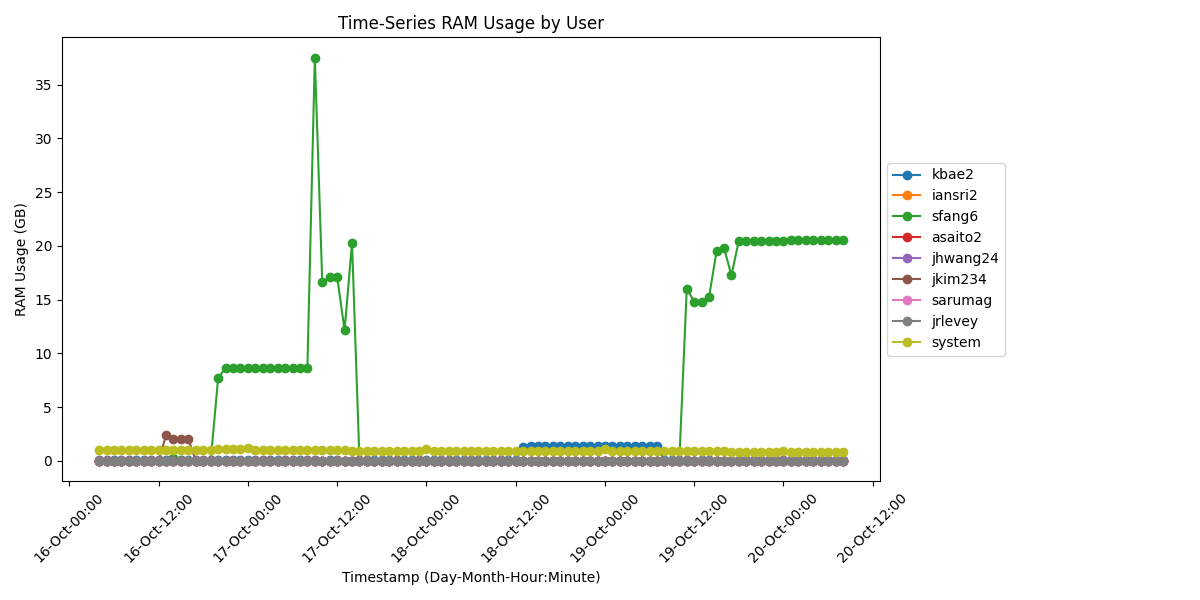 Time-Series RAM Usage by User
RAM Usage (GB)
35
30
25
20
15
10
5
0
16-Oct-00:00
16-Oct-12:00
17-Oct-00:00
17-Oct-12:00
18-Oct-00:00
18-Oct-12:00
19-Oct-00:00
19-Oct-12:00
20-Oct-00:00
20-Oct-12:00
Timestamp (Day-Month-Hour:Minute)
kbae2
iansri2
sfang6
asaito2
jhwang24
jkim234
sarumag
jrlevey
system